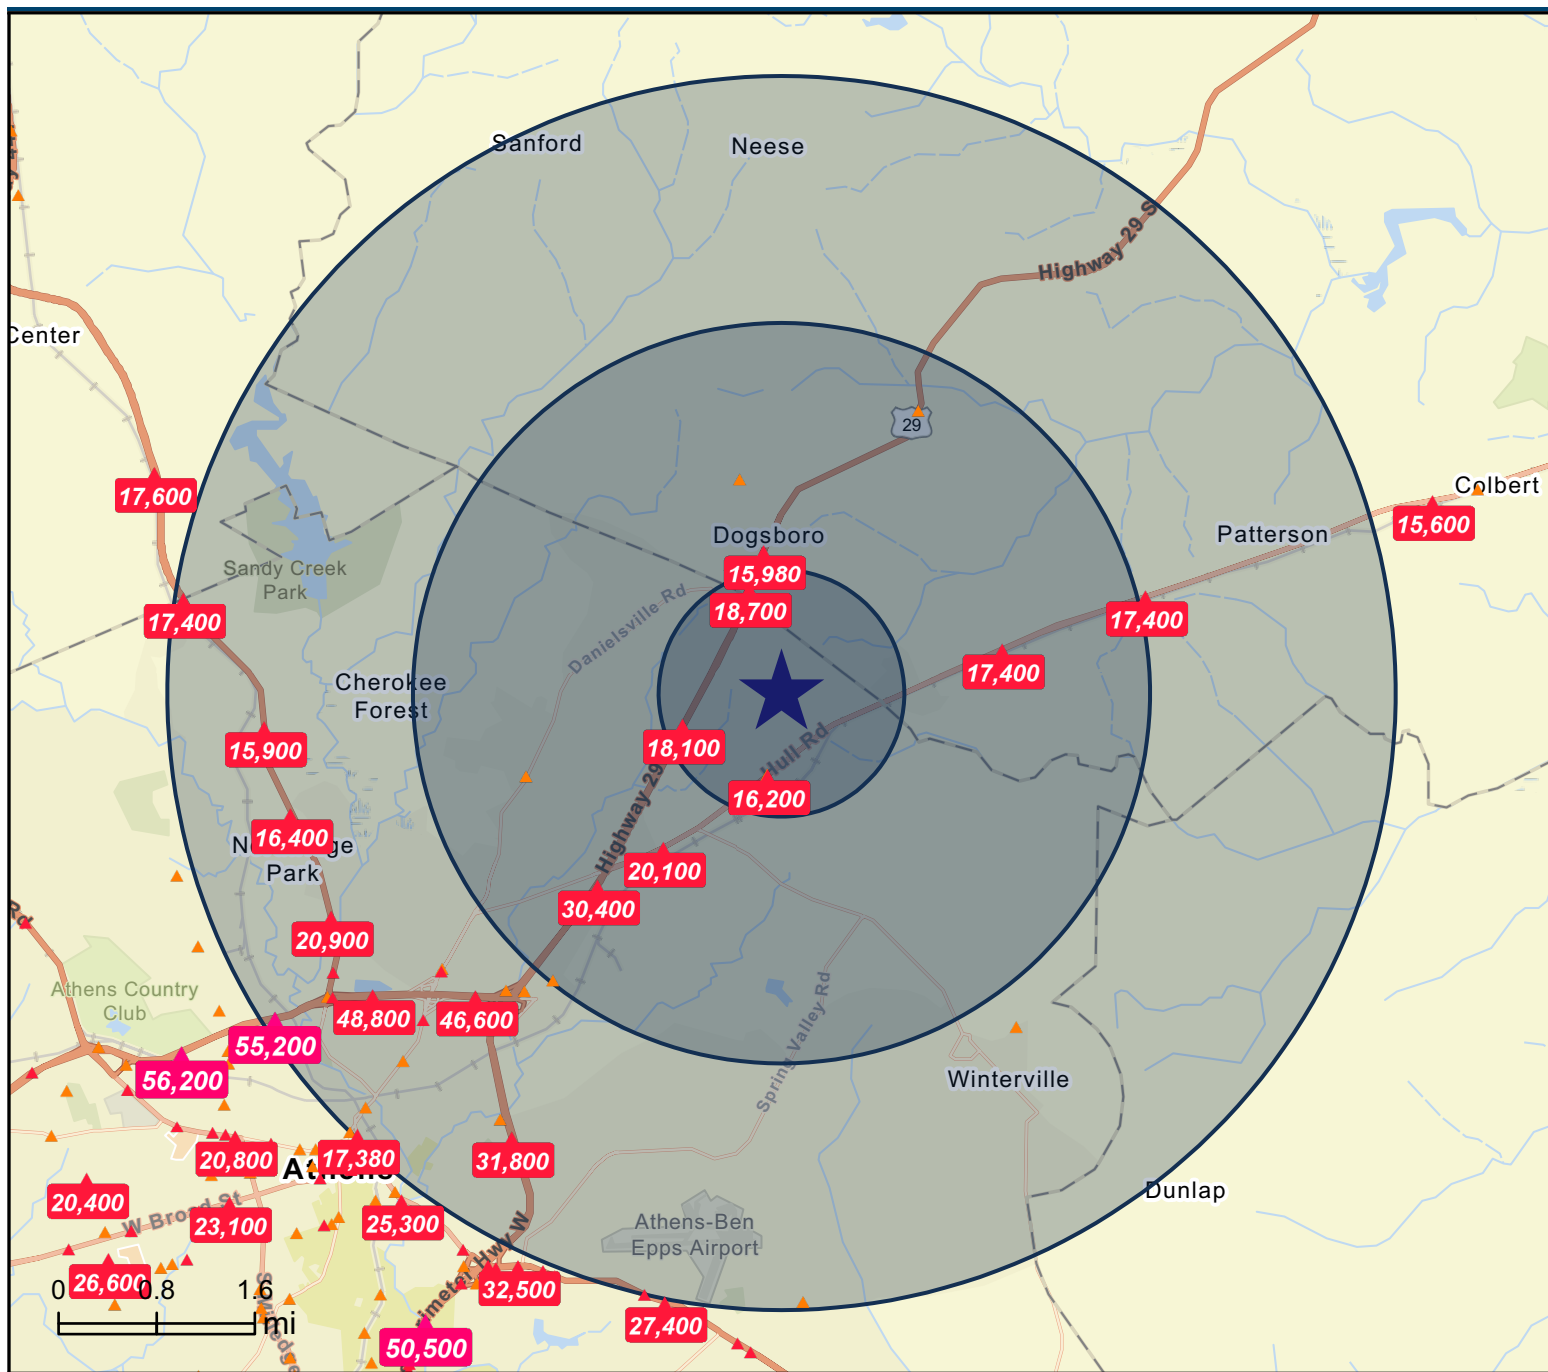 Sanford
Neese
Highway 29 S
Center
29
17,600
Colbert
15,600
Patterson
Dogsboro
15,980
Sandy Creek
Park
18,700
Danielsville Rd
17,400
17,400
17,400
Cherokee
Forest
15,900
18,100
Hull Rd
16,200
Highway 29
16,400
Park
20,100
30,400
Rd
20,900
Athens Country
Club
48,800
46,600
55,200
56,200
Spring Valley Rd
Winterville
20,800
17,380
Athens
31,800
20,400
W Broad St
23,100
25,300
Dunlap
Athens-Ben
Epps Airport
26,600
32,500
27,400
50,500
0 0.8 1.6
mi